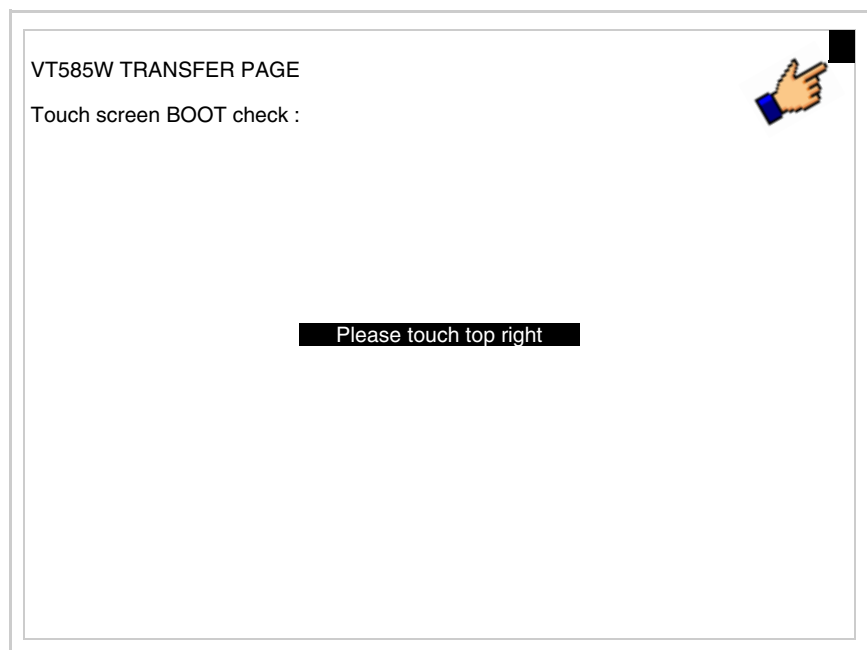 VT585W TRANSFER PAGE
Touch screen BOOT check :
Please touch top right